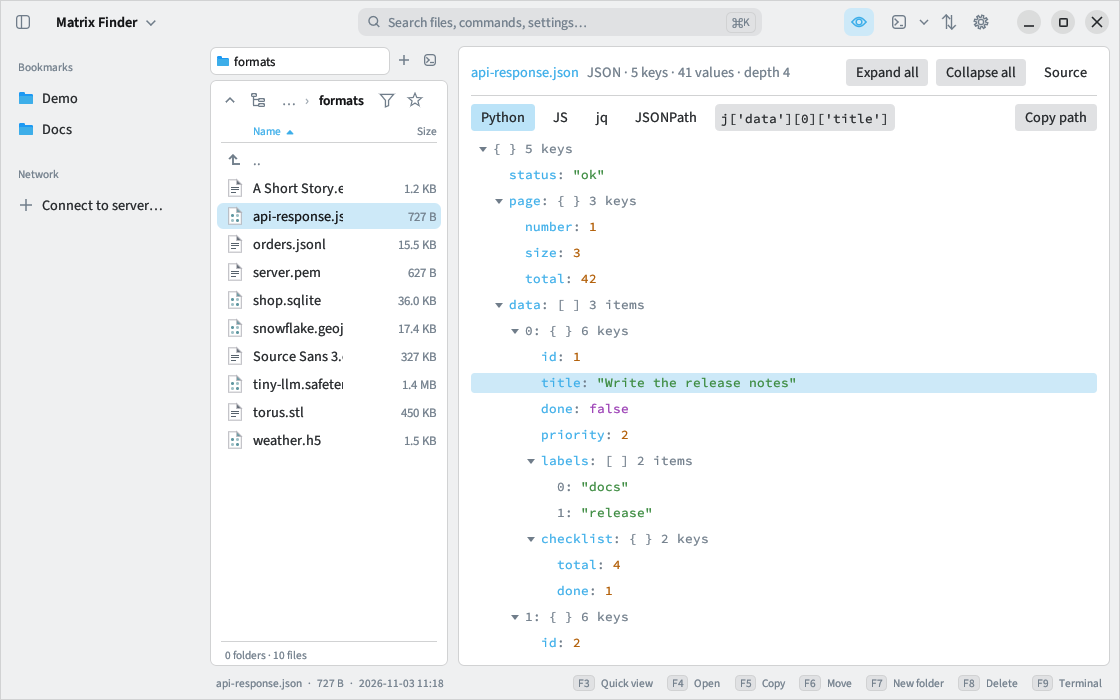 Matrix Finder
Search files, commands, settings…
⌘K
Bookmarks
Demo
Docs
Network
Connect to server…
formats
… › formats
Name Size
..
A Short Story.e 1.2 KB
api-response.js 727 B
orders.jsonl 15.5 KB
server.pem 627 B
shop.sqlite 36.0 KB
snowflake.geoj 17.4 KB
Source Sans 3. 327 KB
tiny-llm.safeter 1.4 MB
torus.stl 450 KB
weather.h5 1.5 KB
0 folders · 10 files
api-response.json JSON · 5 keys · 41 values · depth 4
Expand all Collapse all Source
Python JS jq JSONPath j['data'][0]['title'] Copy path
{ } 5 keys
status: "ok"
page: { } 3 keys
number: 1
size: 3
total: 42
data: [ ] 3 items
0: { } 6 keys
id: 1
title: "Write the release notes"
done: false
priority: 2
labels: [ ] 2 items
0: "docs"
1: "release"
checklist: { } 2 keys
total: 4
done: 1
1: { } 6 keys
id: 2
api-response.json · 727 B · 2026-11-03 11:18
F3 Quick view F4 Open F5 Copy F6 Move F7 New folder F8 Delete F9 Terminal